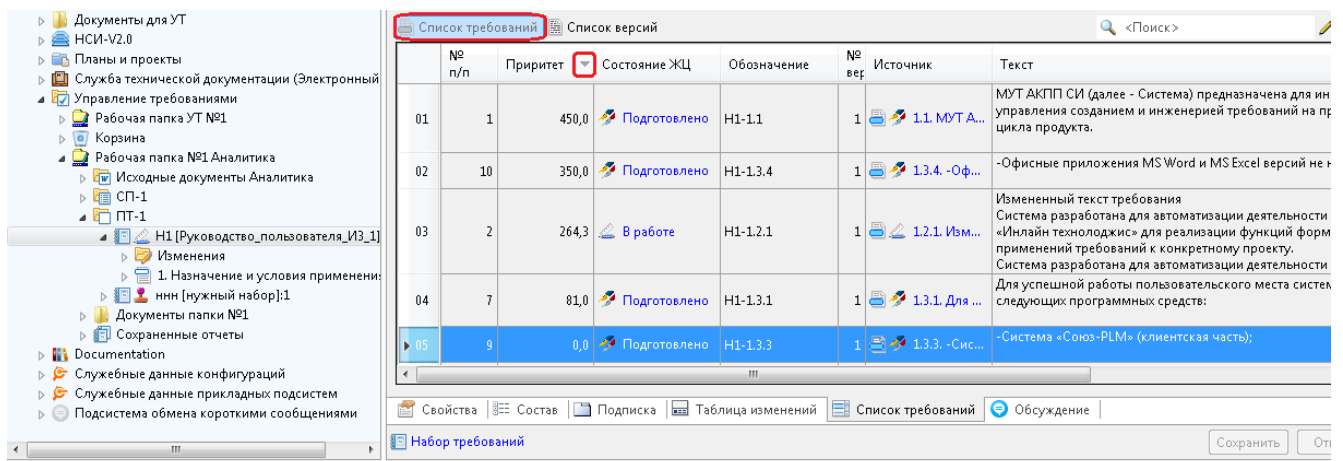 Документы для УТ
НСИ-V2.0
Планы и проекты
Служба технической документации (Электронный
Управление требованиями
Рабочая папка УТ №1
Корзина
Рабочая папка №1 Аналитика
Исходные документы Аналитика
СП-1
ПТ-1
Н1 [Руководство_пользователя_ИЗ_1]
Изменения
1. Назначение и условия применени:
ннн [нужный набор]:1
Документы папки №1
Сохраненные отчеты
Documentation
Служебные данные конфигураций
Служебные данные прикладных подсистем
Подсистема обмена короткими сообщениями
Список требований Список версий <Поиск>
№ п/п Приритет Состояние ЖЦ Обозначение № вер Источник Текст
01 1 450,0 Подготовлено Н1-1.1 1 1.1. МУТ А...
МУТ АКПП СИ (далее - Система) предназначена для ин
управления созданием и инженерией требований на пр
цикла продукта.
02 10 350,0 Подготовлено Н1-1.3.4 1 1.3.4. -Оф... -Офисные приложения MS Word и MS Excel версий не н
03 2 264,3 В работе Н1-1.2.1 1 1.2.1. Изм...
Измененный текст требования
Система разработана для автоматизации деятельности
«Инлайн технолоджис» для реализации функций форм
применений требований к конкретному проекту.
Система разработана для автоматизации деятельности
04 7 81,0 Подготовлено Н1-1.3.1 1 1.3.1. Для ...
Для успешной работы пользовательского места систем
следующих программных средств:
05 9 0,0 Подготовлено Н1-1.3.3 1 1.3.3. -Сис... -Система «Союз-PLM» (клиентская часть);
Свойства Состав Подписка Таблица изменений Список требований Обсуждение
Набор требований Сохранить От